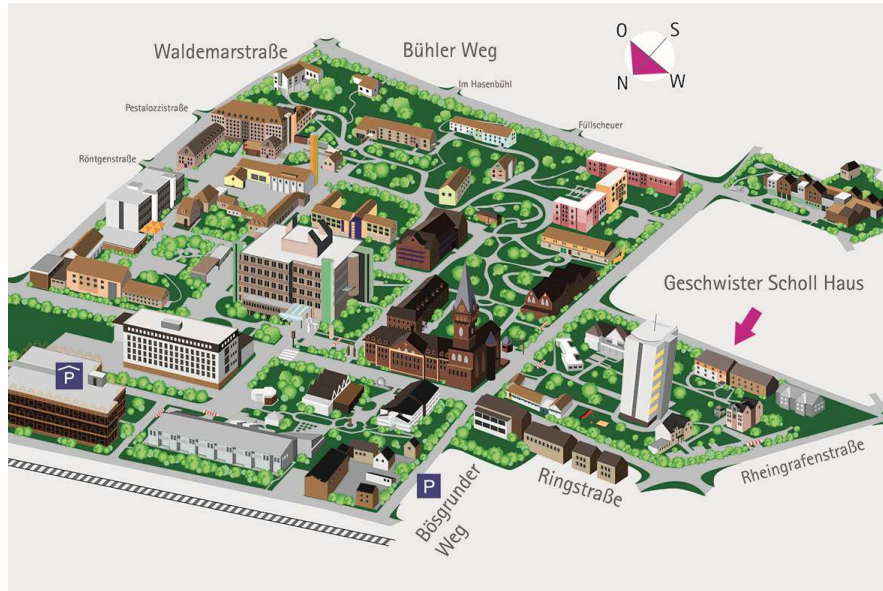 Waldemarstraße
Bühler Weg
O
S
N
W
Im Hasenbühl
Pestalozzistraße
Füllscheuer
Röntgenstraße
Geschwister Scholl Haus
P
P
Bösgrunder
Weg
Ringstraße
Rheingrafenstraße